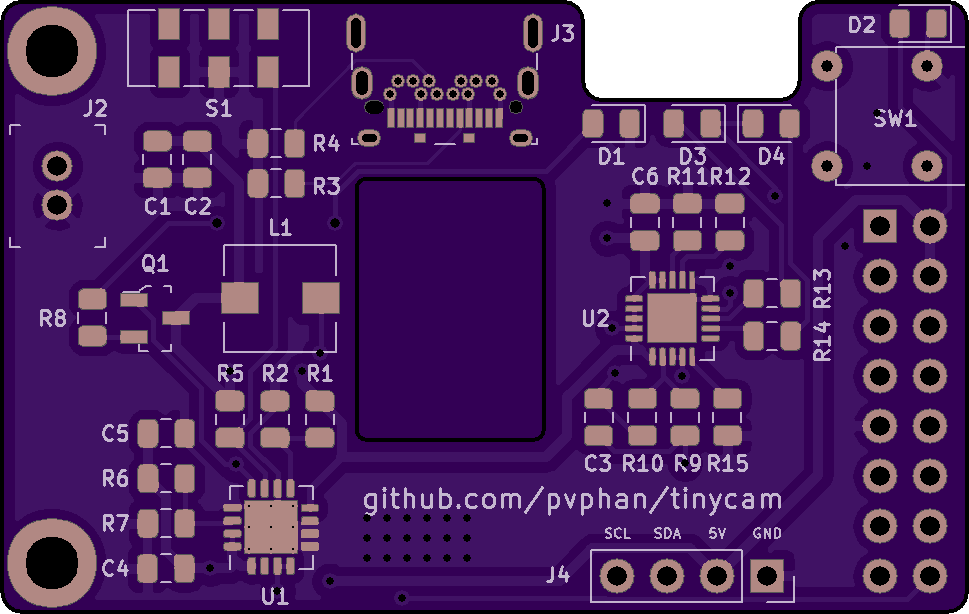 D2
J3
J2
S1
SW1
R4
D1 D3 D4
R3
C6 R11 R12
C1 C2
L1
Q1
R13
R8
U2
R14
R5 R2 R1
C5
C3 R10 R9 R15
R6
github.com/pvphan/tinycam
R7
SCL SDA 5V GND
C4
J4
U1